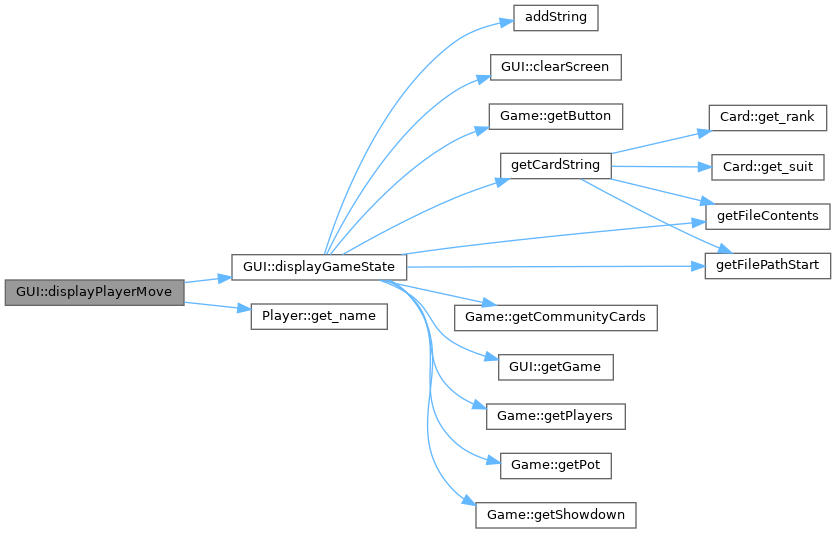 GUI::displayPlayerMove
GUI::displayGameState
Player::get_name
addString
GUI::clearScreen
Game::getButton
getCardString
Game::getCommunityCards
GUI::getGame
Game::getPlayers
Game::getPot
Game::getShowdown
Card::get_rank
Card::get_suit
getFileContents
getFilePathStart